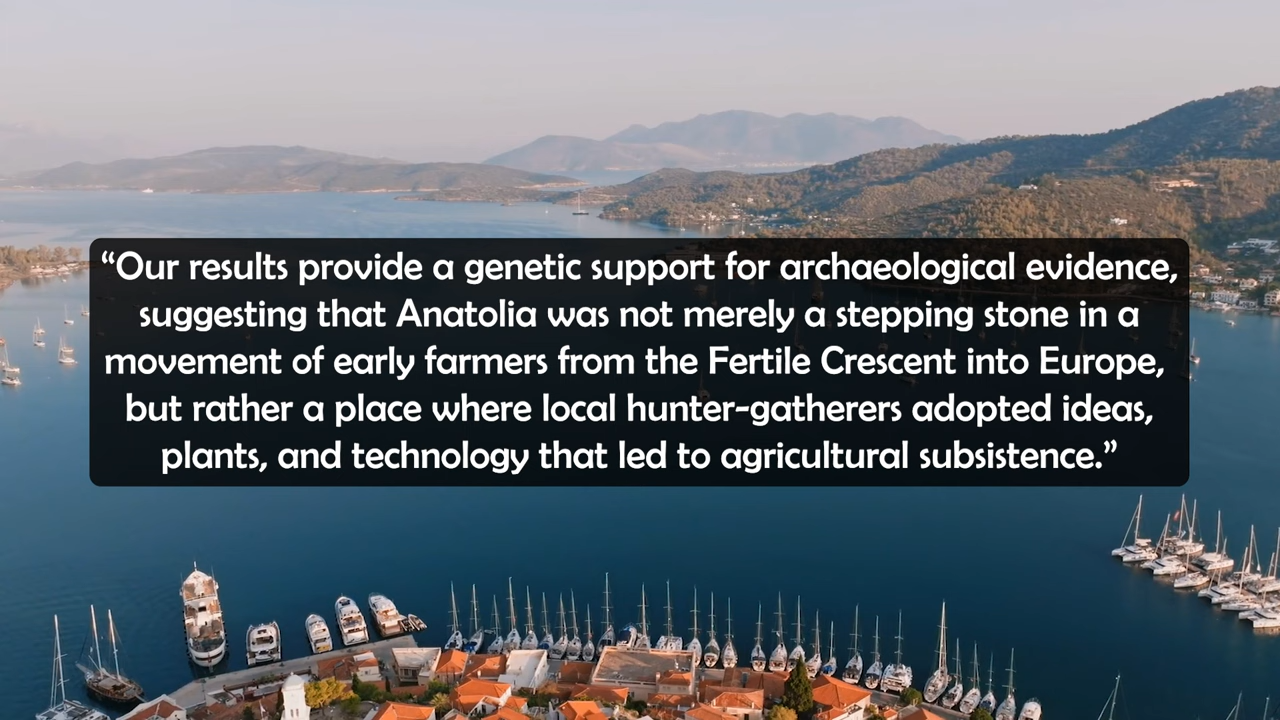 “Our results provide a genetic support for archaeological evidence,
suggesting that Anatolia was not merely a stepping stone in a
movement of early farmers from the Fertile Crescent into Europe,
but rather a place where local hunter-gatherers adopted ideas,
plants, and technology that led to agricultural subsistence.”